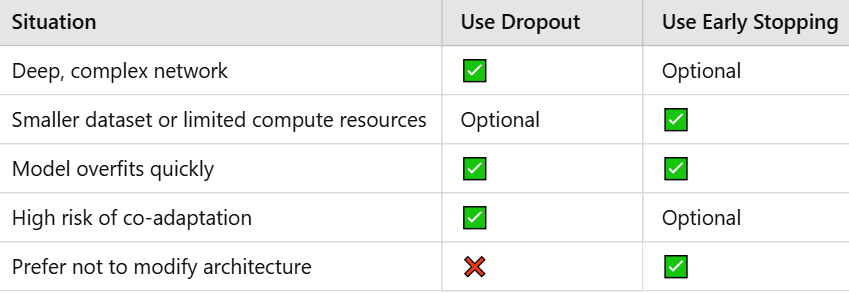 Situation Use Dropout Use Early Stopping
Deep, complex network ✅ Optional
Smaller dataset or limited compute resources Optional ✅
Model overfits quickly ✅ ✅
High risk of co-adaptation ✅ Optional
Prefer not to modify architecture ❌ ✅